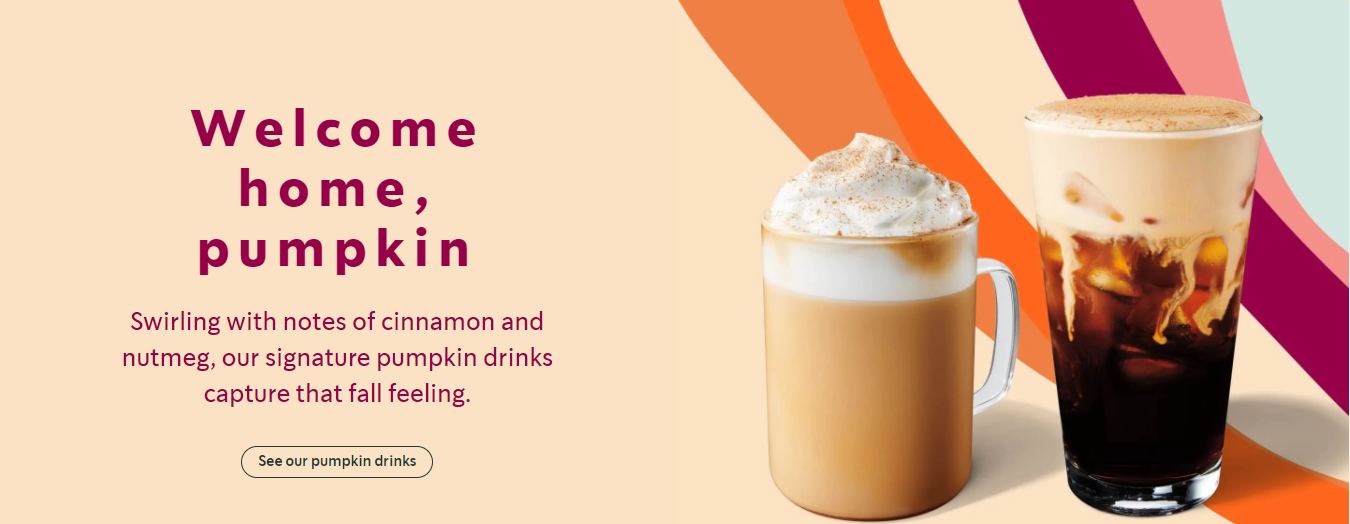 Welcome
home,
pumpkin
Swirling with notes of cinnamon and
nutmeg, our signature pumpkin drinks
capture that fall feeling.
See our pumpkin drinks